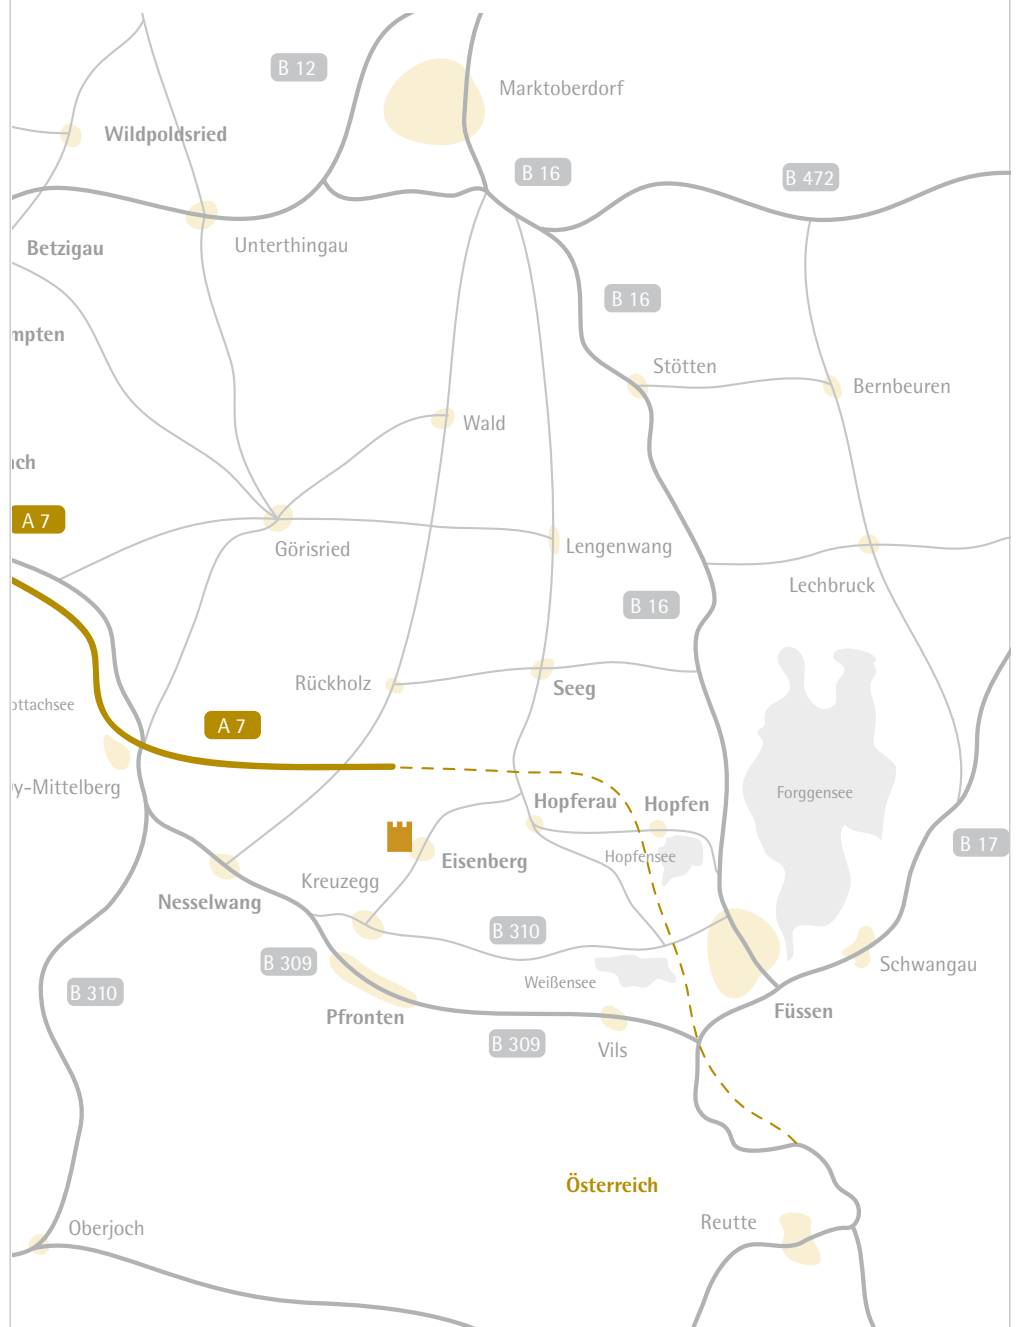 B 12
Marktoberdorf
Wildpoldsried
B 16
B 472
Unterthingau
Betzigau
B 16
mpten
Stötten
Bernbeuren
Wald
ach
A 7
Görisried
Lengenwang
Lechbruck
B 16
Rückholz
Seeg
ottachsee
A 7
Oy-Mittelberg
Forggensee
Hopferau
Hopfen
B 17
Hopfensee
Eisenberg
Kreuzegg
Nesselwang
B 310
B 309
Schwangau
Weißensee
B 310
Füssen
Pfronten
B 309
Vils
Österreich
Reutte
Oberjoch